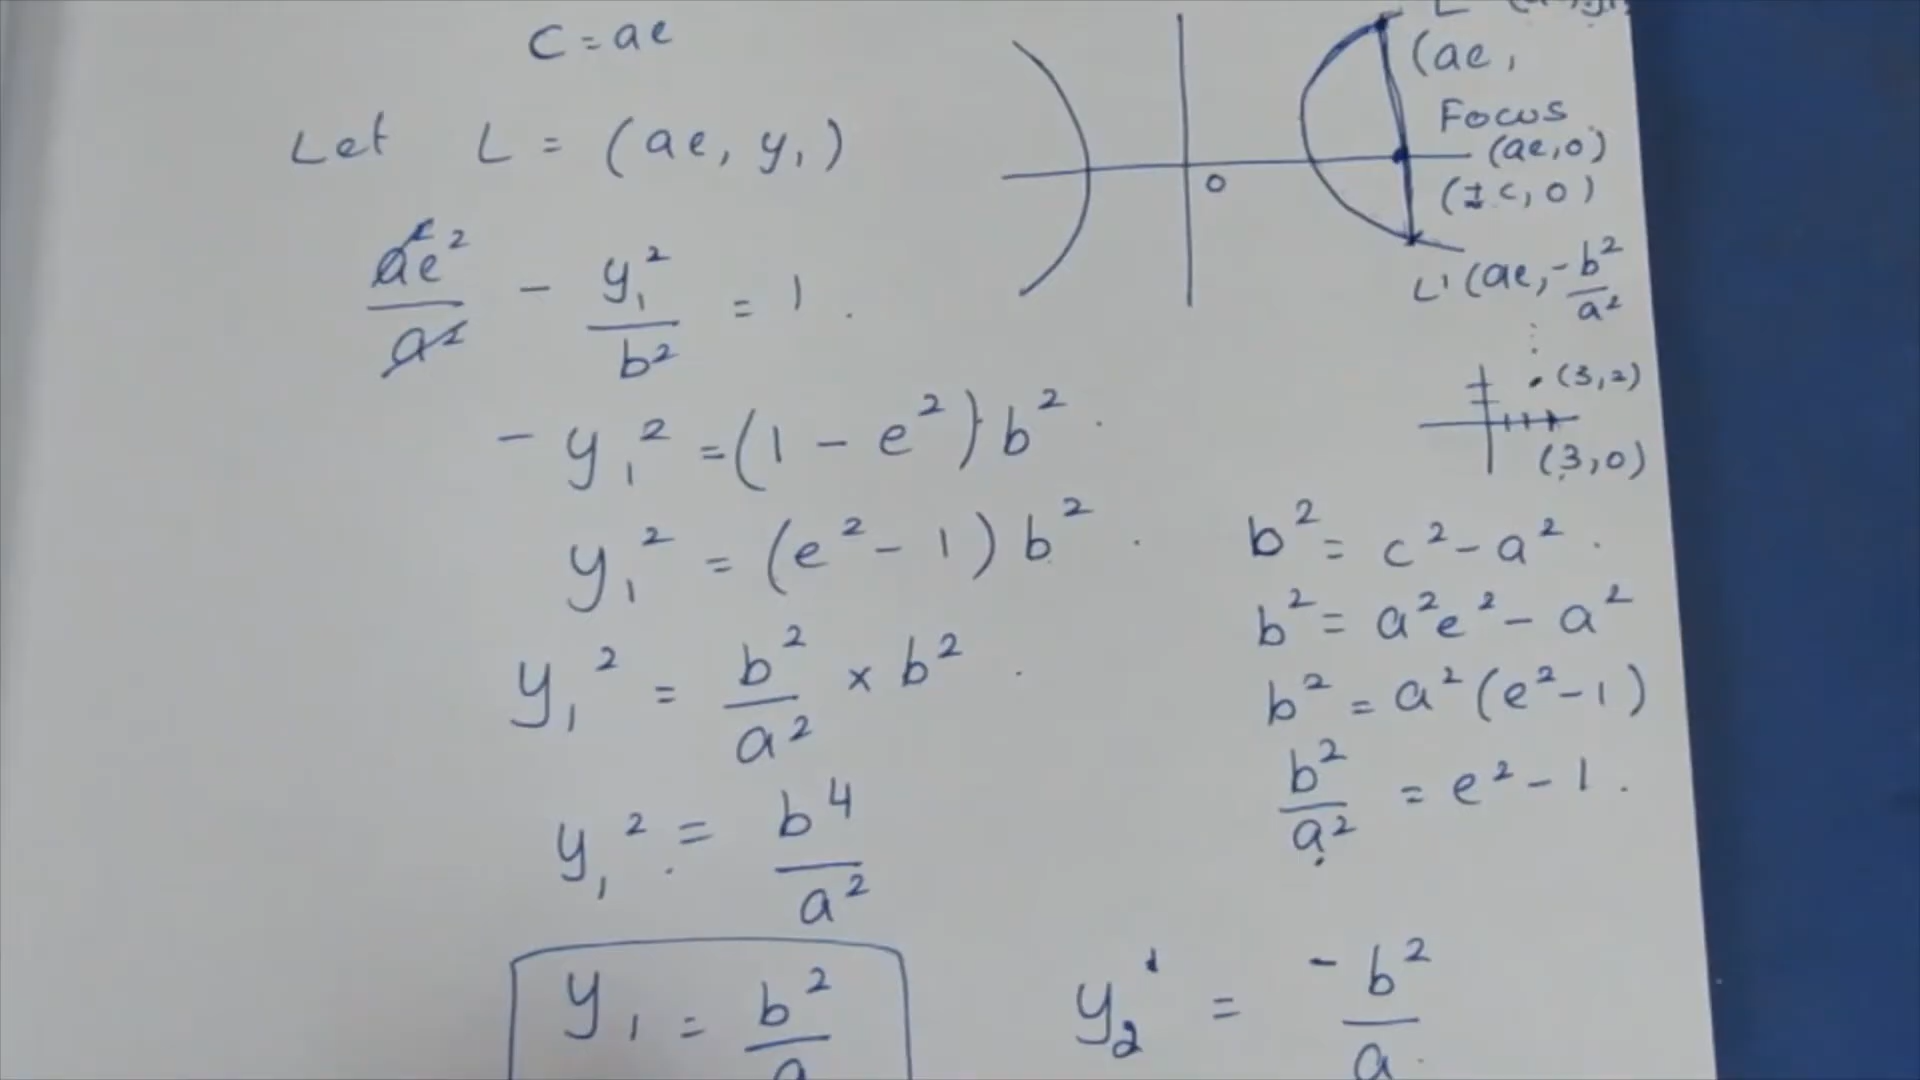 C = ae
Let L = (ae, y₁)
a²e²/a² - y₁²/b² = 1.
- y₁² = (1 - e²) b².
y₁² = (e² - 1) b².
y₁² = b²/a² × b².
y₁² = b⁴/a²
y₁ = b²/a
L
(ae,
Focus
(ae, 0)
(± c, 0)
O
L' (ae, - b²/a²
(3, 2)
(3, 0)
b² = c² - a².
b² = a²e² - a²
b² = a² (e² - 1)
b²/a² = e² - 1.
y₂' = - b²/a